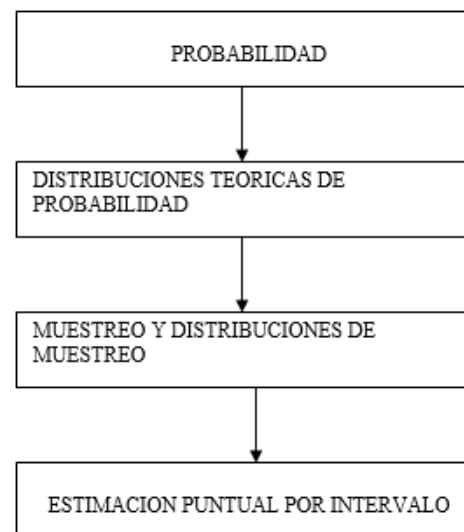 PROBABILIDAD
DISTRIBUCIONES TEORICAS DE
PROBABILIDAD
MUESTREO Y DISTRIBUCIONES DE
MUESTREO
ESTIMACION PUNTUAL POR INTERVALO